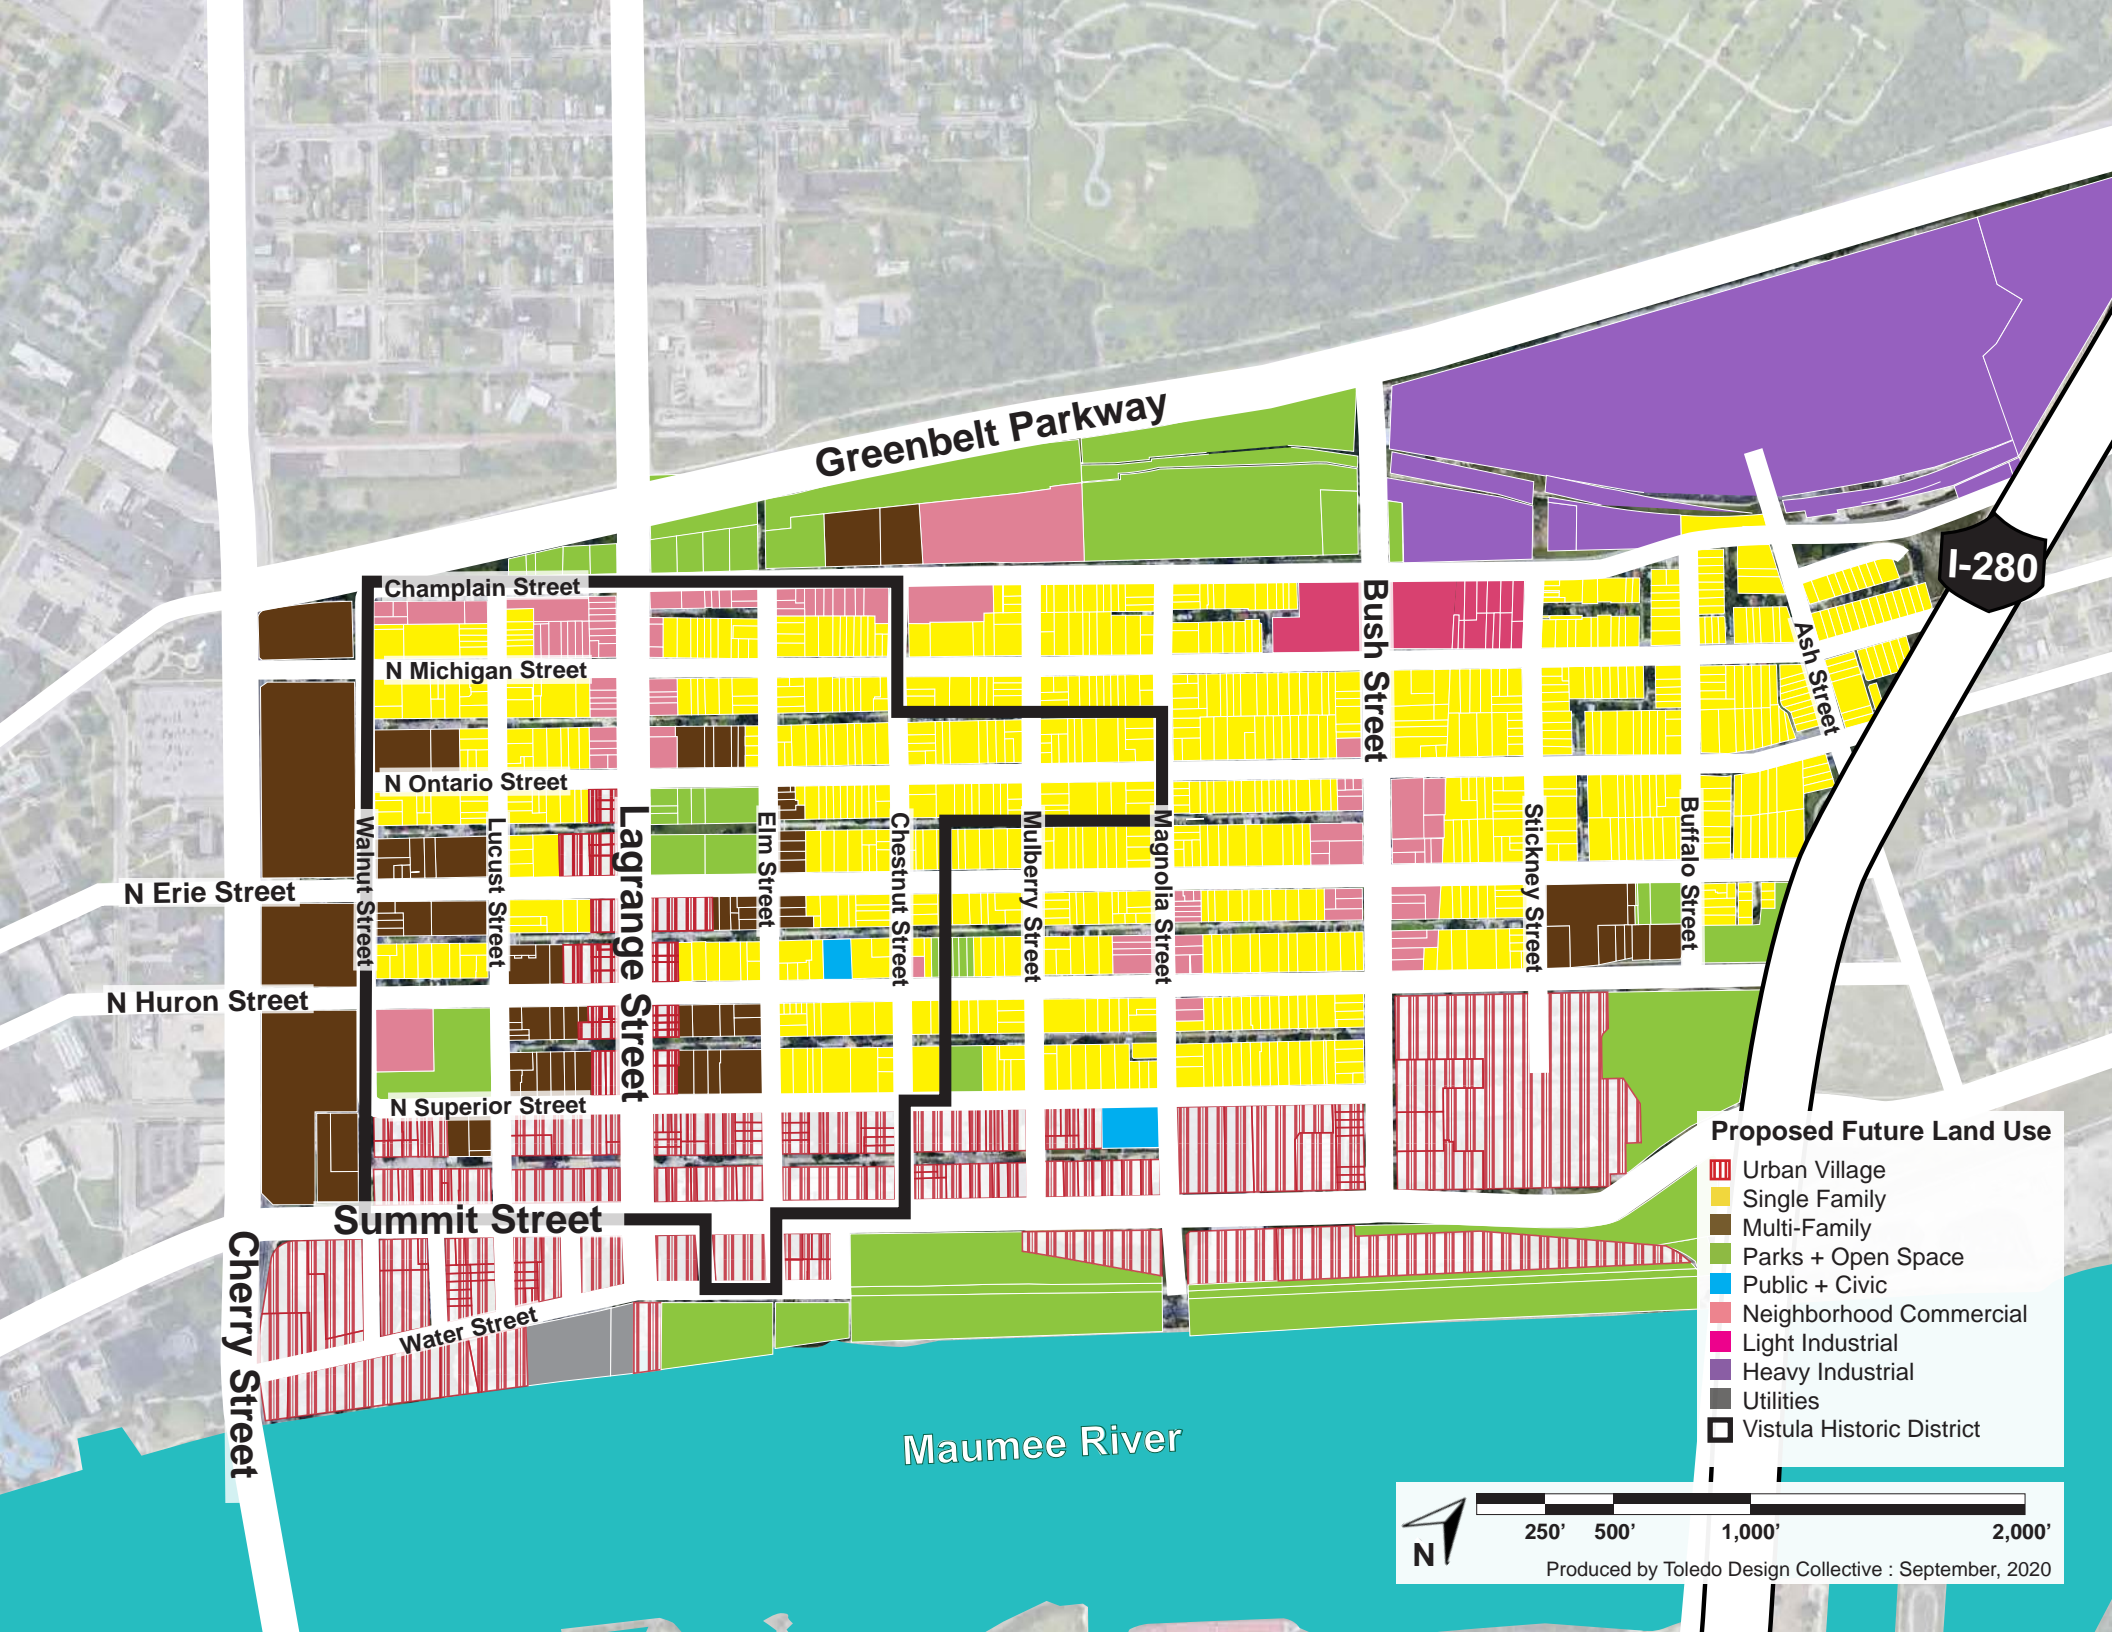 Greenbelt Parkway
I-280
Champlain Street
N Michigan Street
N Ontario Street
N Erie Street
N Huron Street
N Superior Street
Summit Street
Water Street
Cherry Street
Walnut Street
Lucust Street
Lagrange Street
Elm Street
Chestnut Street
Mulberry Street
Magnolia Street
Bush Street
Stickney Street
Buffalo Street
Ash Street
Maumee River
Proposed Future Land Use
Urban Village
Single Family
Multi-Family
Parks + Open Space
Public + Civic
Neighborhood Commercial
Light Industrial
Heavy Industrial
Utilities
Vistula Historic District
N
250’ 500’ 1,000’ 2,000’
Produced by Toledo Design Collective : September, 2020